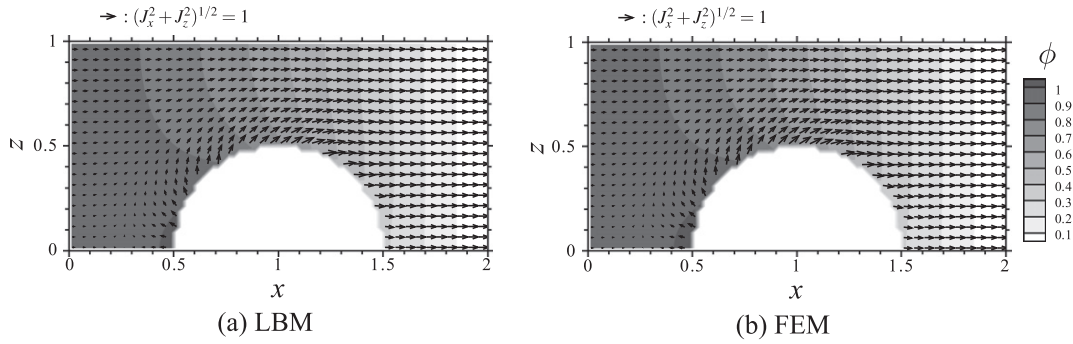 : (J_x^2 + J_z^2)^{1/2} = 1
1
z
0.5
0
0 0.5 1 1.5 2
x
(a) LBM
: (J_x^2 + J_z^2)^{1/2} = 1
1
z
0.5
0
0 0.5 1 1.5 2
x
(b) FEM
ϕ
1
0.9
0.8
0.7
0.6
0.5
0.4
0.3
0.2
0.1